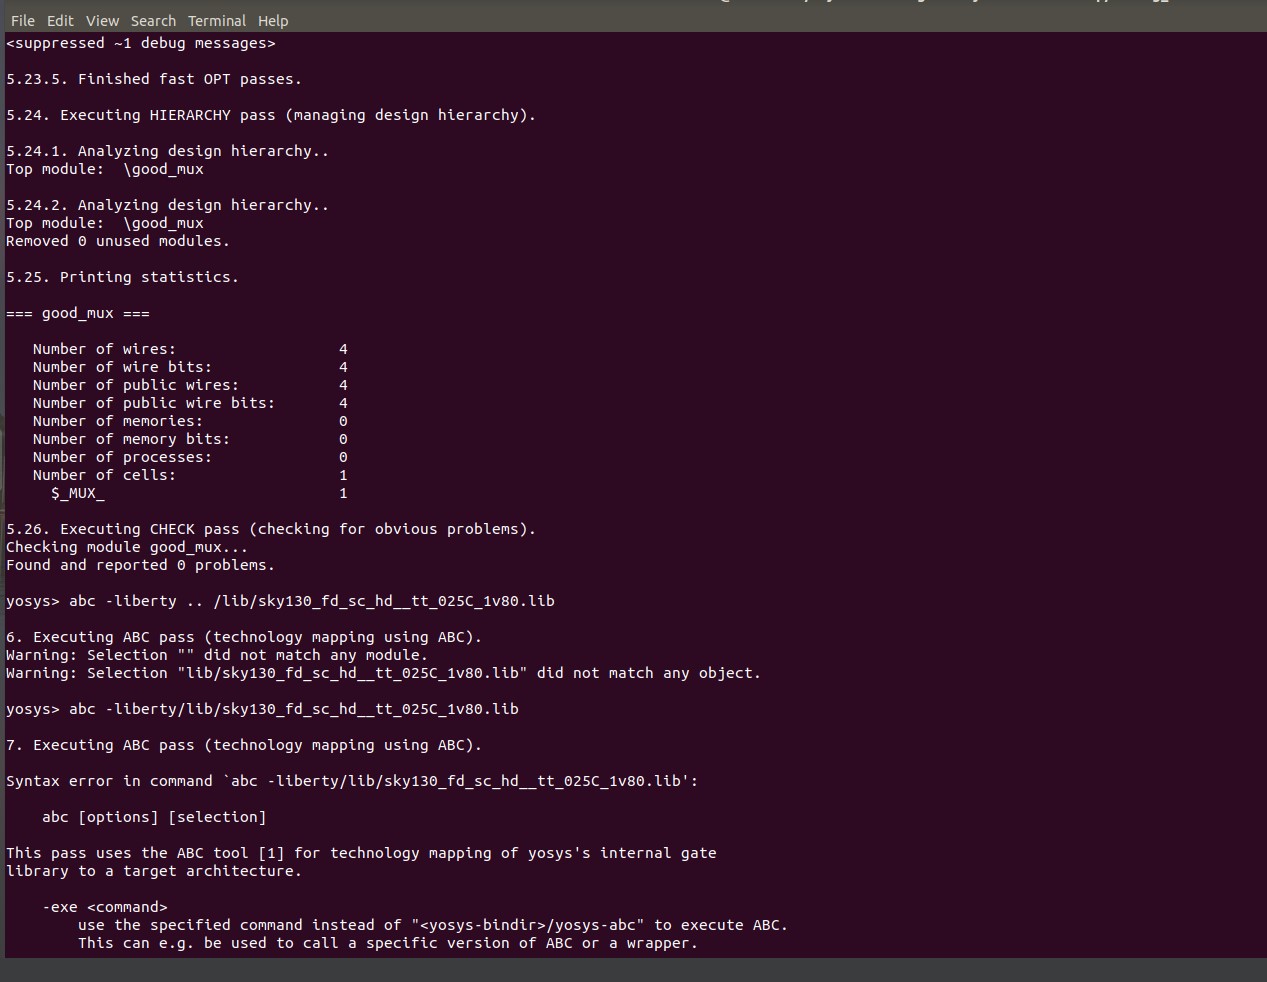 File Edit View Search Terminal Help
<suppressed ~1 debug messages>
5.23.5. Finished fast OPT passes.
5.24. Executing HIERARCHY pass (managing design hierarchy).
5.24.1. Analyzing design hierarchy..
Top module:  \good_mux
5.24.2. Analyzing design hierarchy..
Top module:  \good_mux
Removed 0 unused modules.
5.25. Printing statistics.
=== good_mux ===
Number of wires: 4
Number of wire bits: 4
Number of public wires: 4
Number of public wire bits: 4
Number of memories: 0
Number of memory bits: 0
Number of processes: 0
Number of cells: 1
$_MUX_ 1
5.26. Executing CHECK pass (checking for obvious problems).
Checking module good_mux...
Found and reported 0 problems.
yosys> abc -liberty .. /lib/sky130_fd_sc_hd__tt_025C_1v80.lib
6. Executing ABC pass (technology mapping using ABC).
Warning: Selection "" did not match any module.
Warning: Selection "lib/sky130_fd_sc_hd__tt_025C_1v80.lib" did not match any object.
yosys> abc -liberty/lib/sky130_fd_sc_hd__tt_025C_1v80.lib
7. Executing ABC pass (technology mapping using ABC).
Syntax error in command `abc -liberty/lib/sky130_fd_sc_hd__tt_025C_1v80.lib':
abc [options] [selection]
This pass uses the ABC tool [1] for technology mapping of yosys's internal gate
library to a target architecture.
-exe <command>
use the specified command instead of "<yosys-bindir>/yosys-abc" to execute ABC.
This can e.g. be used to call a specific version of ABC or a wrapper.